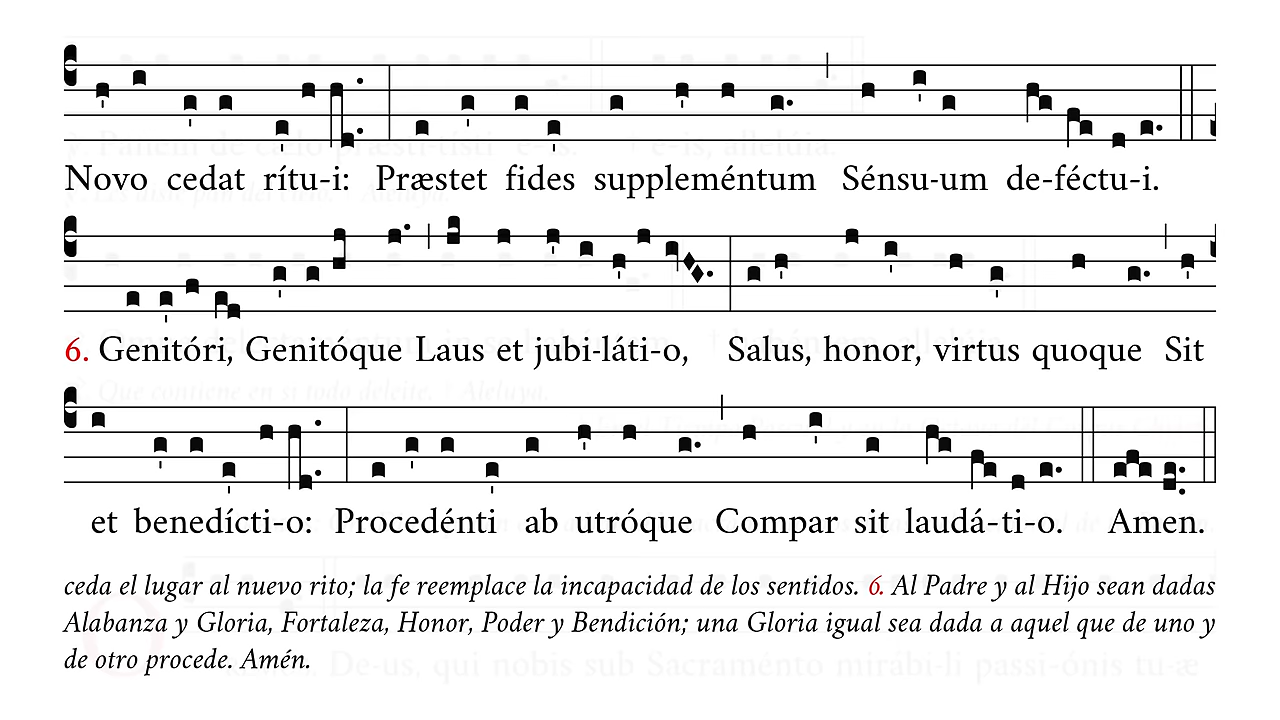 Novo cedat rítu-i: Præstet fides suppleméntum Sénsu-um de-féctu-i.
6. Genitóri, Genitóque Laus et jubi-láti-o, Salus, honor, virtus quoque Sit
et benedícti-o: Procedénti ab utróque Compar sit laudá-ti-o. Amen.
ceda el lugar al nuevo rito; la fe reemplace la incapacidad de los sentidos. 6. Al Padre y al Hijo sean dadas
Alabanza y Gloria, Fortaleza, Honor, Poder y Bendición; una Gloria igual sea dada a aquel que de uno y
de otro procede. Amén.